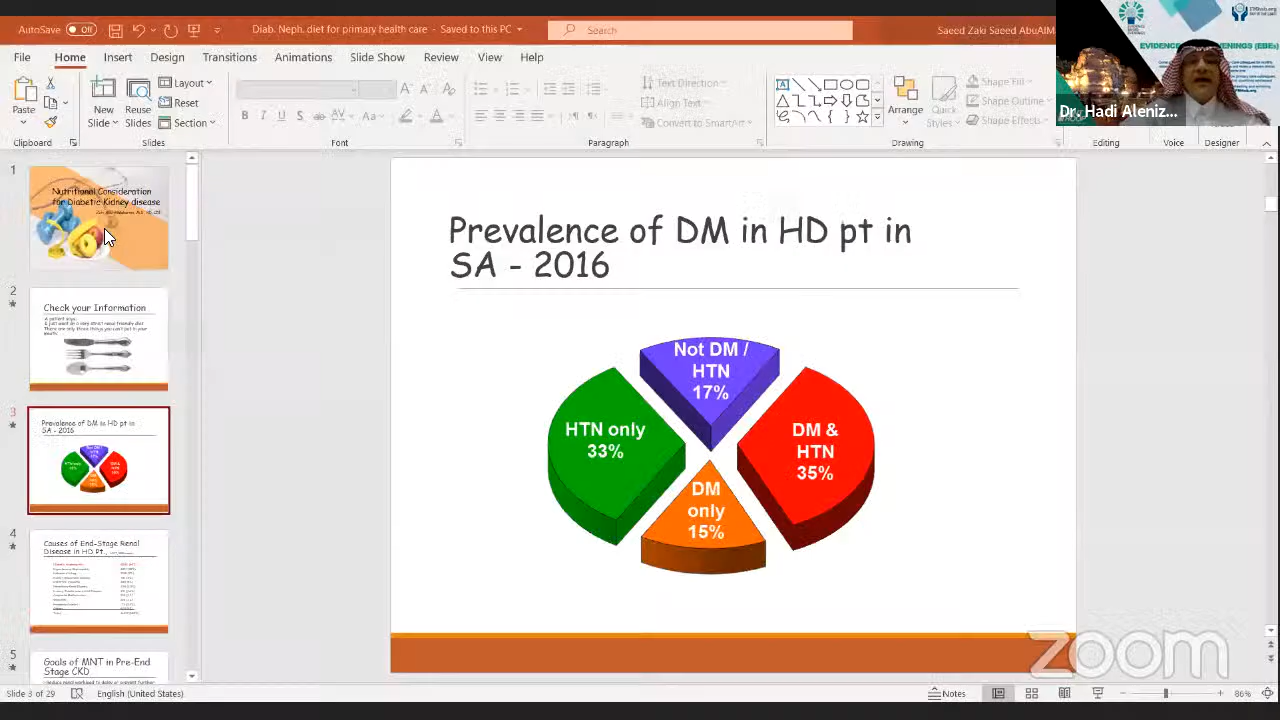 AutoSave
Off
Diab. Neph. diet for primary health care - Saved to this PC
Search
Saeed Zaki Saeed AbuAlMa
File
Home
Insert
Design
Transitions
Animations
Slide Show
Review
View
Help
Paste
New
Slide
Reuse
Slides
Layout
Reset
Section
Text Direction
Align Text
Convert to SmartArt
Arrange
Quick
Styles
Shape Fill
Shape Outline
Shape Effects
Clipboard
Slides
Font
Paragraph
Drawing
Editing
Voice
Designer
Dr. Hadi Aleniz...
1
Nutritional Consideration
for Diabetic Kidney disease
2
Check your Information
3
Prevalence of DM in HD pt in
SA - 2016
4
Causes of End-Stage Renal
Disease in HD Pt.
5
Goals of MNT in Pre-End
Stage CKD
Prevalence of DM in HD pt in
SA - 2016
Not DM /
HTN
17%
HTN only
33%
DM &
HTN
35%
DM
only
15%
zoom
Slide 3 of 29
English (United States)
Notes
86%